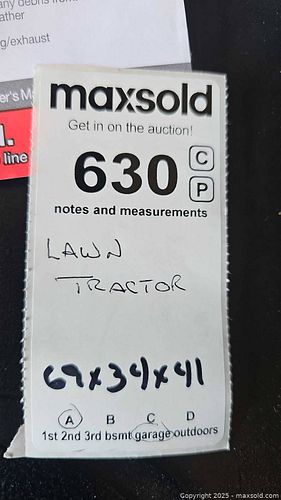 any debris from
ather
g/exhaust
er's Ma
l.
line
maxsold
Get in on the auction!
630 C
P
notes and measurements
LAWN
TRACTOR
69x34x41
A B C D
1st 2nd 3rd bsmt garage outdoors
Copyright 2025 - maxsold.com